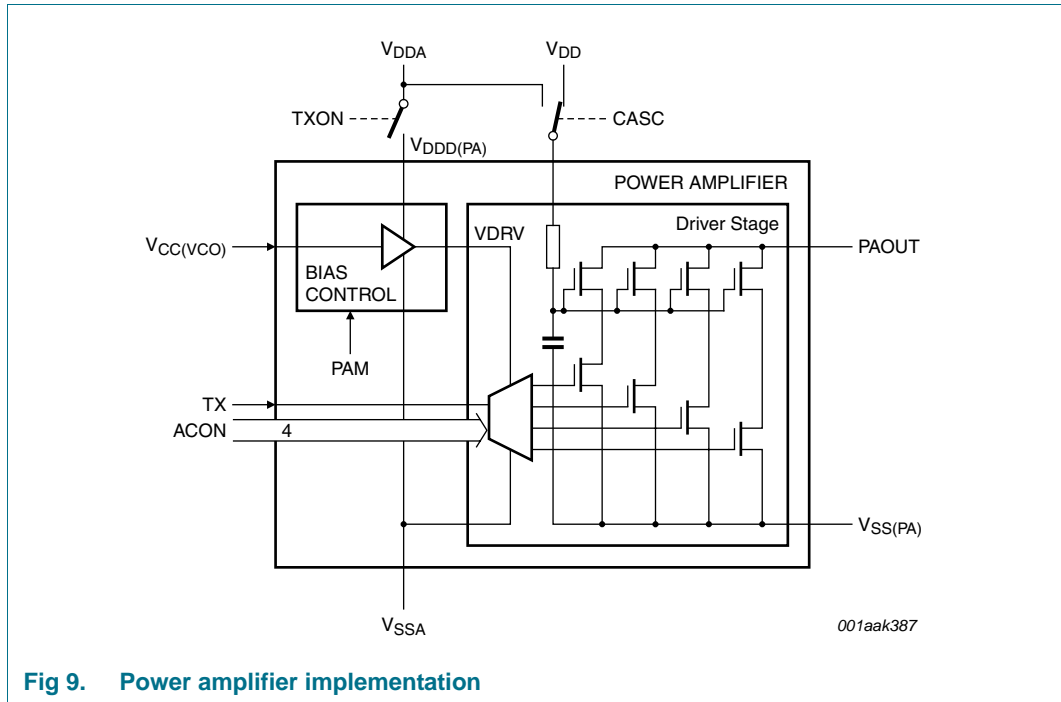 VDDA
VDD
TXON
CASC
VDDD(PA)
POWER AMPLIFIER
Driver Stage
VCC(VCO)
VDRV
PAOUT
BIAS
CONTROL
PAM
TX
ACON
4
VSS(PA)
VSSA
001aak387
Fig 9. Power amplifier implementation